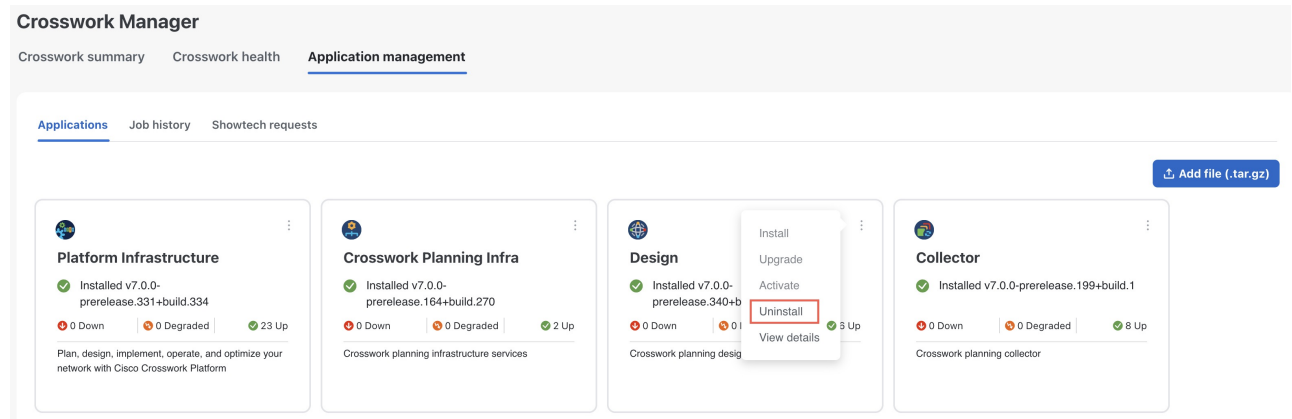 Crosswork Manager
Crosswork summary Crosswork health Application management
Applications Job history Showtech requests
Add file (.tar.gz)
Platform Infrastructure
Installed v7.0.0-
prerelease.331+build.334
0 Down 0 Degraded 23 Up
Plan, design, implement, operate, and optimize your
network with Cisco Crosswork Platform
Crosswork Planning Infra
Installed v7.0.0-
prerelease.164+build.270
0 Down 0 Degraded 2 Up
Crosswork planning infrastructure services
Design
Installed v7.0.0-
prerelease.340+b
0 Down 0 6 Up
Crosswork planning desig
Install
Upgrade
Activate
Uninstall
View details
Collector
Installed v7.0.0-prerelease.199+build.1
0 Down 0 Degraded 8 Up
Crosswork planning collector